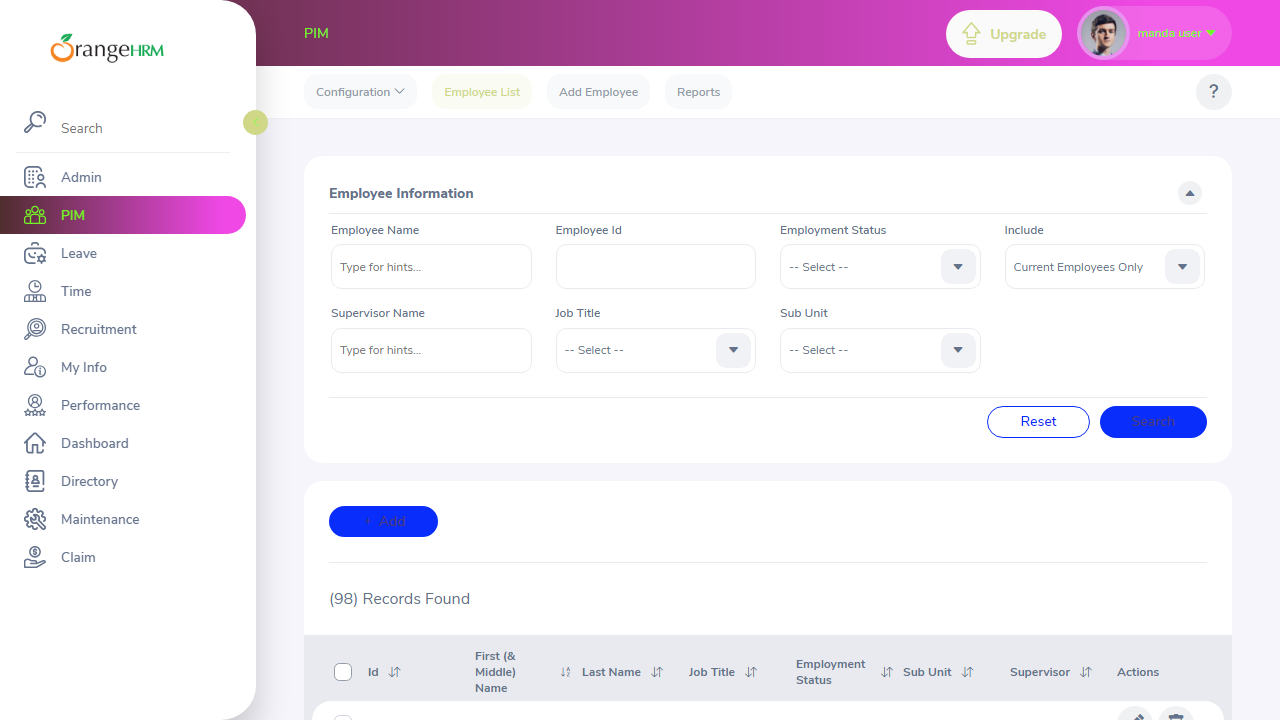 OrangeHRM
PIM
Upgrade
manda user
Search
Configuration
Employee List
Add Employee
Reports
?
Admin
PIM
Leave
Time
Recruitment
My Info
Performance
Dashboard
Directory
Maintenance
Claim
Employee Information
Employee Name
Employee Id
Employment Status
Include
Type for hints...
-- Select --
Current Employees Only
Supervisor Name
Job Title
Sub Unit
Type for hints...
-- Select --
-- Select --
Reset
Search
+ Add
(98) Records Found
Id
First (& Middle) Name
Last Name
Job Title
Employment Status
Sub Unit
Supervisor
Actions